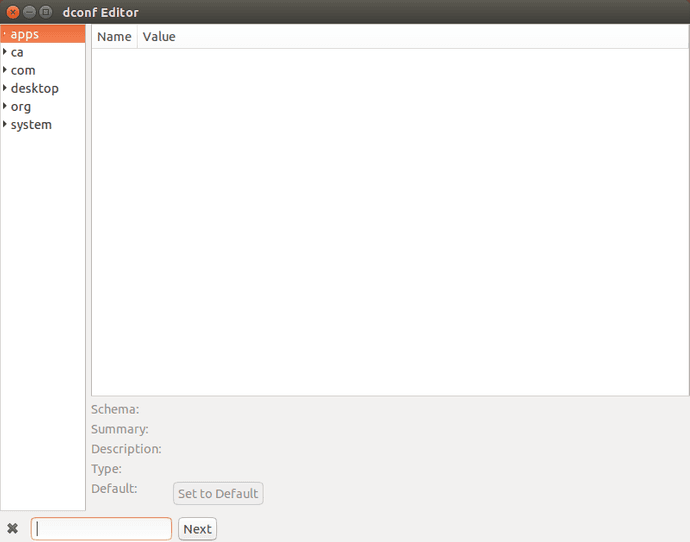 dconf Editor
apps
ca
com
desktop
org
system
Name Value
Schema:
Summary:
Description:
Type:
Default:
Set to Default
Next